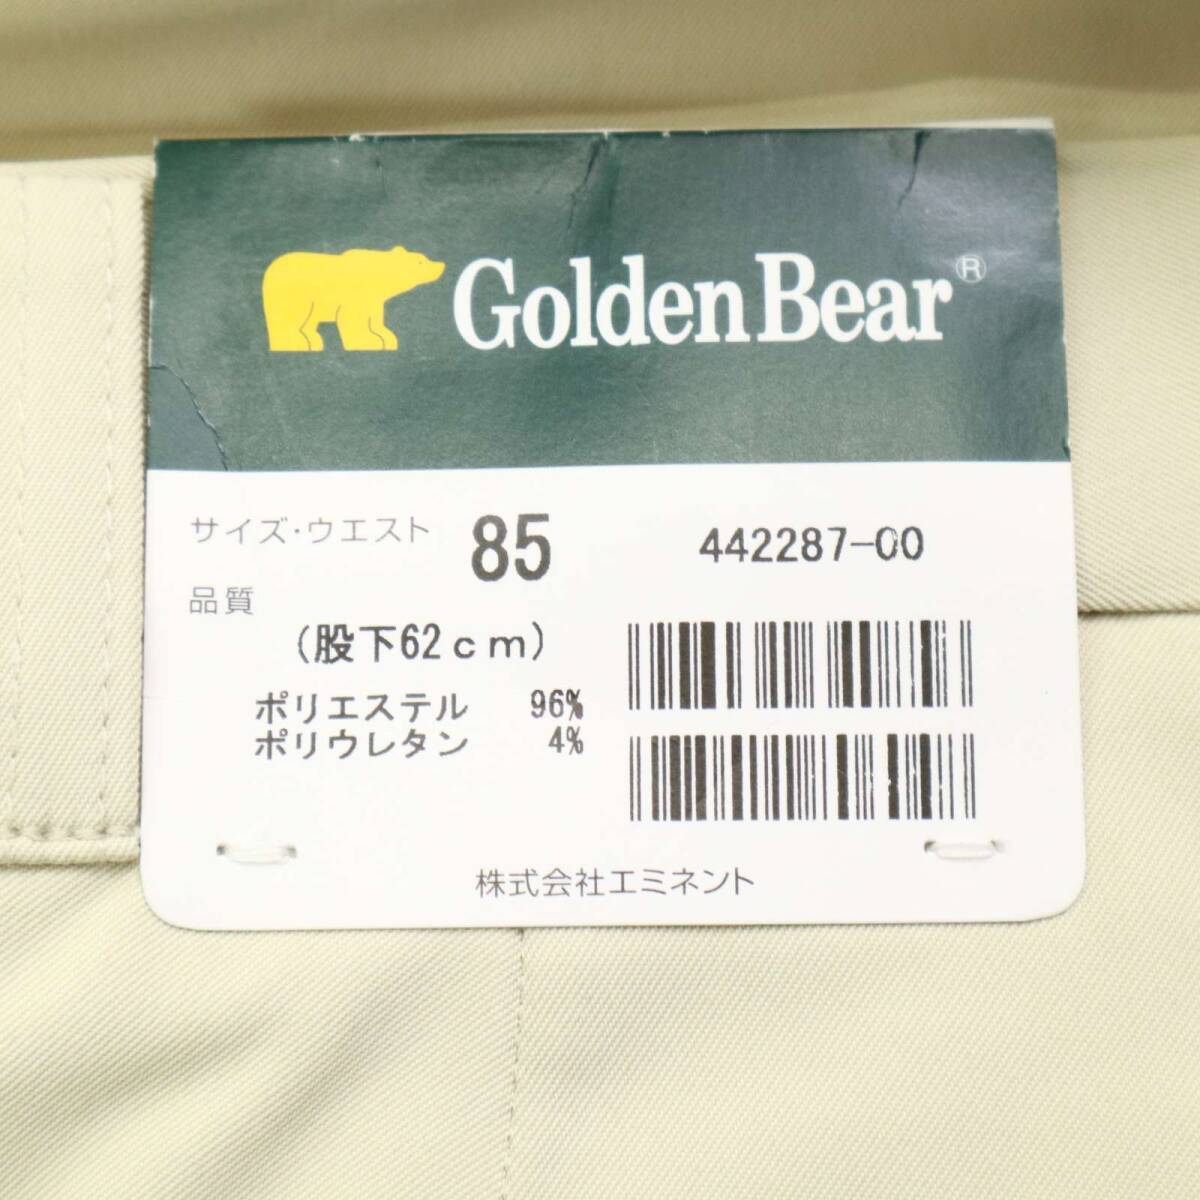 Golden Bear®
サイズ・ウエスト 85
442287-00
品質
(股下62cm)
ポリエステル 96%
ポリウレタン 4%
株式会社エミネント